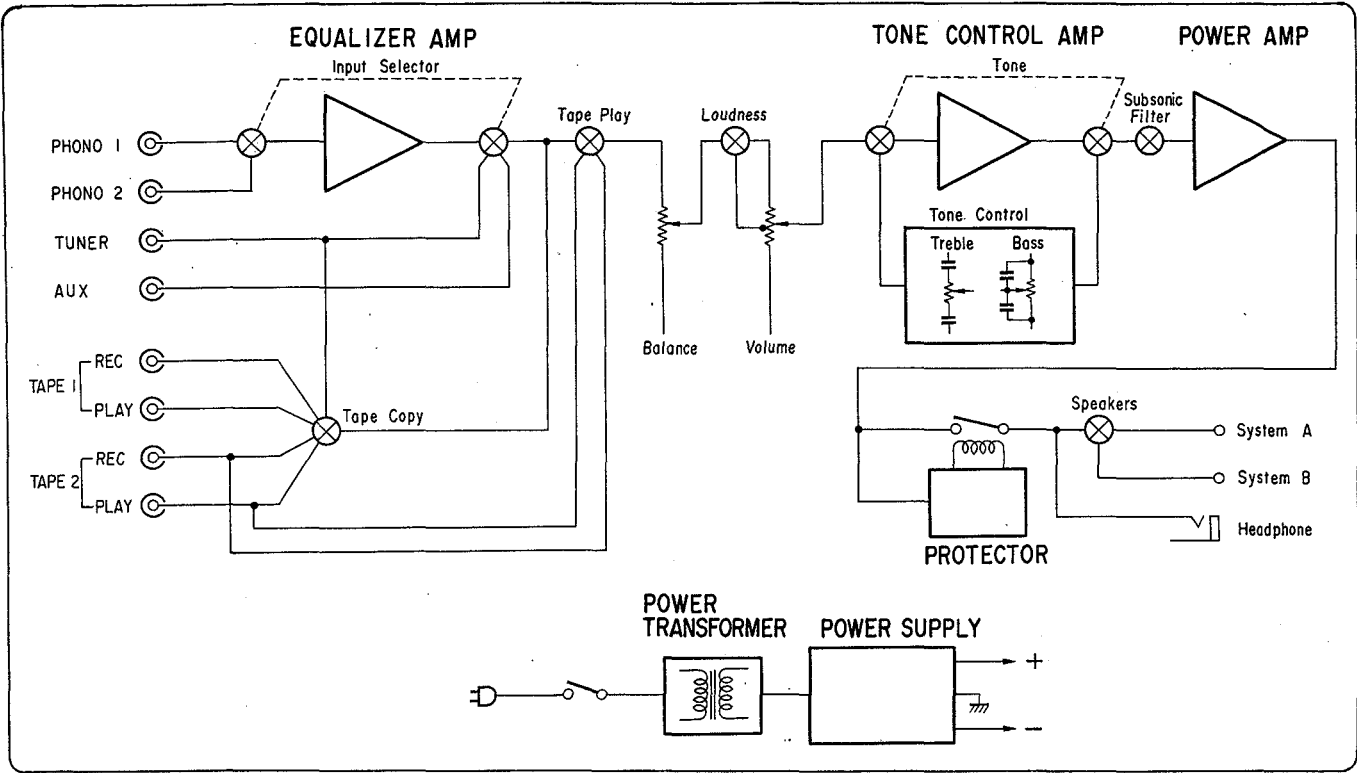 EQUALIZER AMP
Input Selector
TONE CONTROL AMP
POWER AMP
Tone
Subsonic
Filter
Tape Play
Loudness
PHONO 1
PHONO 2
TUNER
AUX
Tone Control
Treble Bass
Balance
Volume
TAPE 1
REC
PLAY
Tape Copy
TAPE 2
REC
PLAY
Speakers
System A
System B
Headphone
PROTECTOR
POWER
TRANSFORMER
POWER SUPPLY
+
−